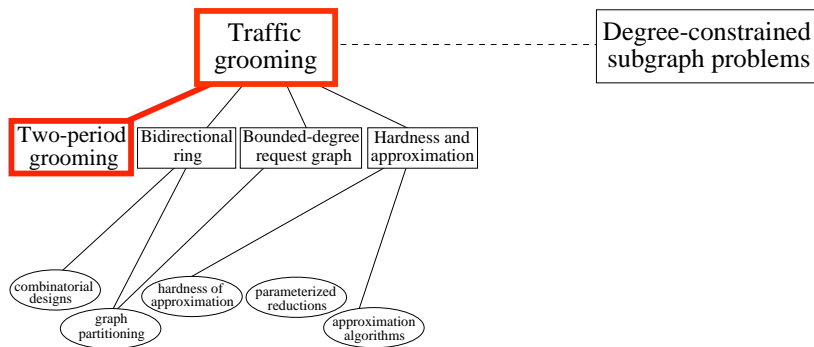 Traffic
grooming
Degree-constrained
subgraph problems
Two-period
grooming
Bidirectional
ring
Bounded-degree
request graph
Hardness and
approximation
combinatorial
designs
graph
partitioning
hardness of
approximation
parameterized
reductions
approximation
algorithms